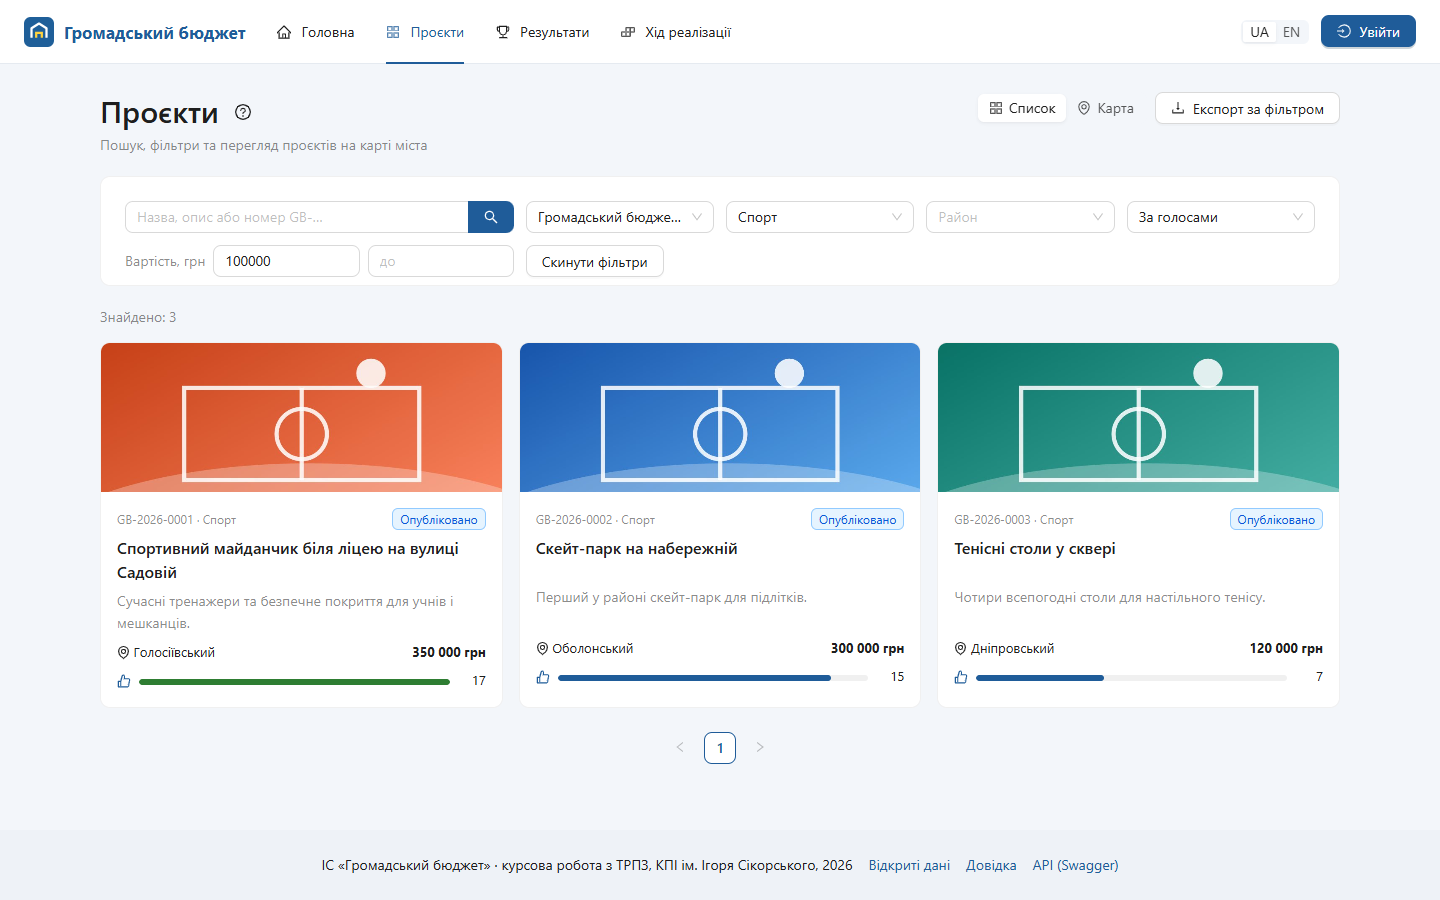 Громадський бюджет
Головна
Проєкти
Результати
Хід реалізації
UA
EN
Увійти
Проєкти
Список
Карта
Експорт за фільтром
Пошук, фільтри та перегляд проєктів на карті міста
Назва, опис або номер GB-...
Громадський бюдже...
Спорт
Район
За голосами
Вартість, грн
100000
до
Скинути фільтри
Знайдено: 3
GB-2026-0001 · Спорт
Опубліковано
Спортивний майданчик біля ліцею на вулиці
Садовій
Сучасні тренажери та безпечне покриття для учнів і
мешканців.
Голосіївський
350 000 грн
17
GB-2026-0002 · Спорт
Опубліковано
Скейт-парк на набережній
Перший у районі скейт-парк для підлітків.
Оболонський
300 000 грн
15
GB-2026-0003 · Спорт
Опубліковано
Тенісні столи у сквері
Чотири всепогодні столи для настільного тенісу.
Дніпровський
120 000 грн
7
1
ІС «Громадський бюджет» · курсова робота з ТРПЗ, КПІ ім. Ігоря Сікорського, 2026
Відкриті дані
Довідка
API (Swagger)